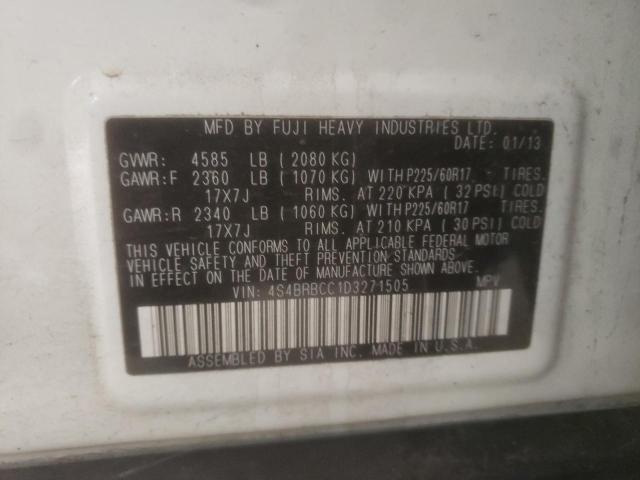 MFD BY FUJI HEAVY INDUSTRIES LTD.
DATE: 01/13
GVWR: 4585 LB ( 2080 KG)
GAWR:F 2360 LB ( 1070 KG) WITH P225/60R17 TIRES.
17X7J RIMS. AT 220 KPA ( 32 PSI) COLD
GAWR:R 2340 LB ( 1060 KG) WITH P225/60R17 TIRES.
17X7J RIMS. AT 210 KPA ( 30 PSI) COLD
THIS VEHICLE CONFORMS TO ALL APPLICABLE FEDERAL MOTOR
VEHICLE SAFETY AND THEFT PREVENTION STANDARDS
IN EFFECT ON THE DATE OF MANUFACTURE SHOWN ABOVE.
VIN: 4S4BRBCC1D3271505 MPV
ASSEMBLED BY SIA INC. MADE IN U.S.A.